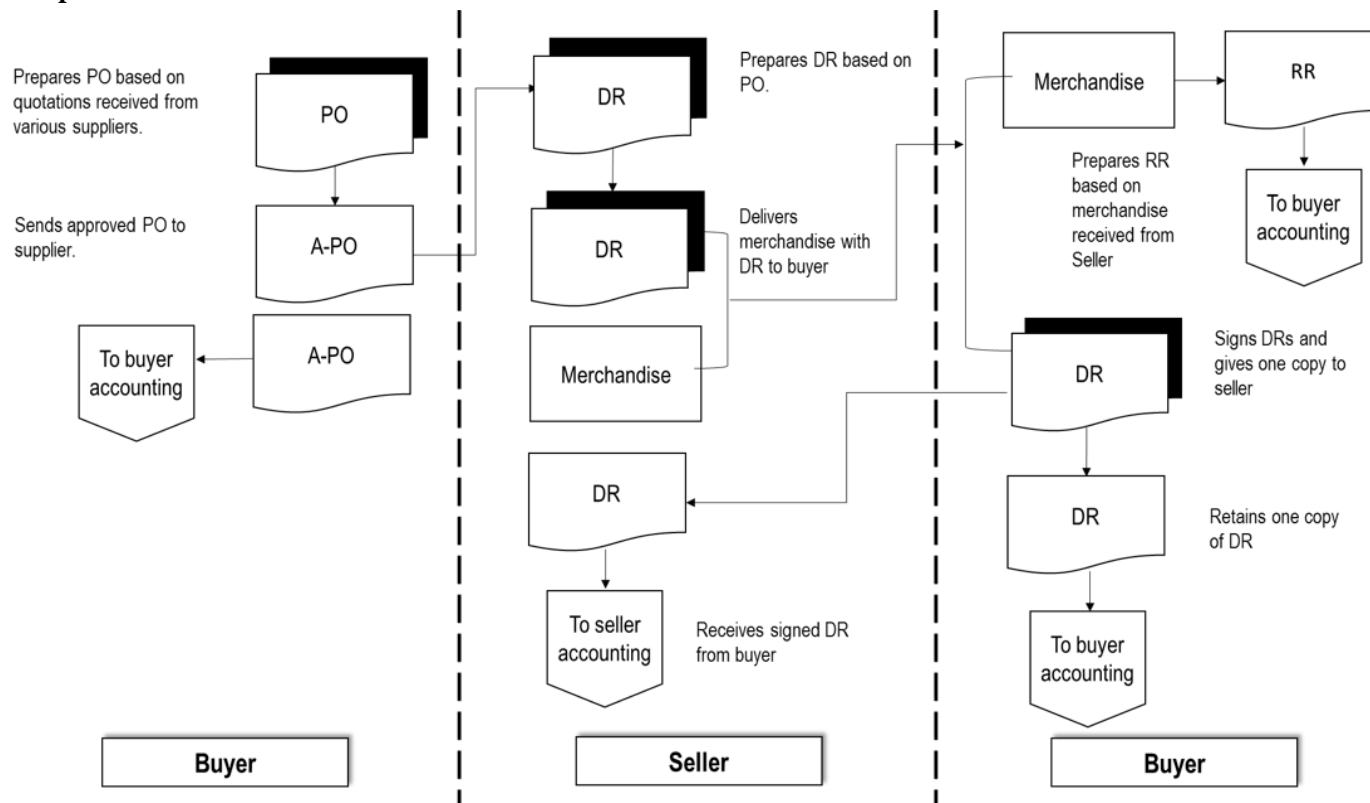 Prepares PO based on
quotations received from
various suppliers.
PO
Sends approved PO to
supplier.
A-PO
A-PO
To buyer
accounting
Buyer
DR
Prepares DR based on
PO.
DR
Delivers
merchandise with
DR to buyer
Merchandise
DR
To seller
accounting
Receives signed DR
from buyer
Seller
Merchandise
RR
Prepares RR
based on
merchandise
received from
Seller
To buyer
accounting
DR
Signs DRs and
gives one copy to
seller
DR
Retains one copy
of DR
To buyer
accounting
Buyer